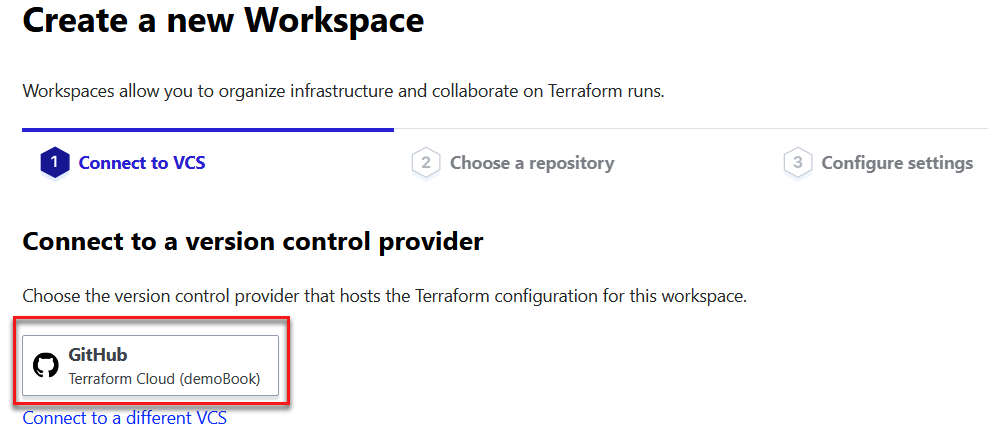 Create a new Workspace
Workspaces allow you to organize infrastructure and collaborate on Terraform runs.
1 Connect to VCS
2 Choose a repository
3 Configure settings
Connect to a version control provider
Choose the version control provider that hosts the Terraform configuration for this workspace.
GitHub
Terraform Cloud (demoBook)
Connect to a different VCS